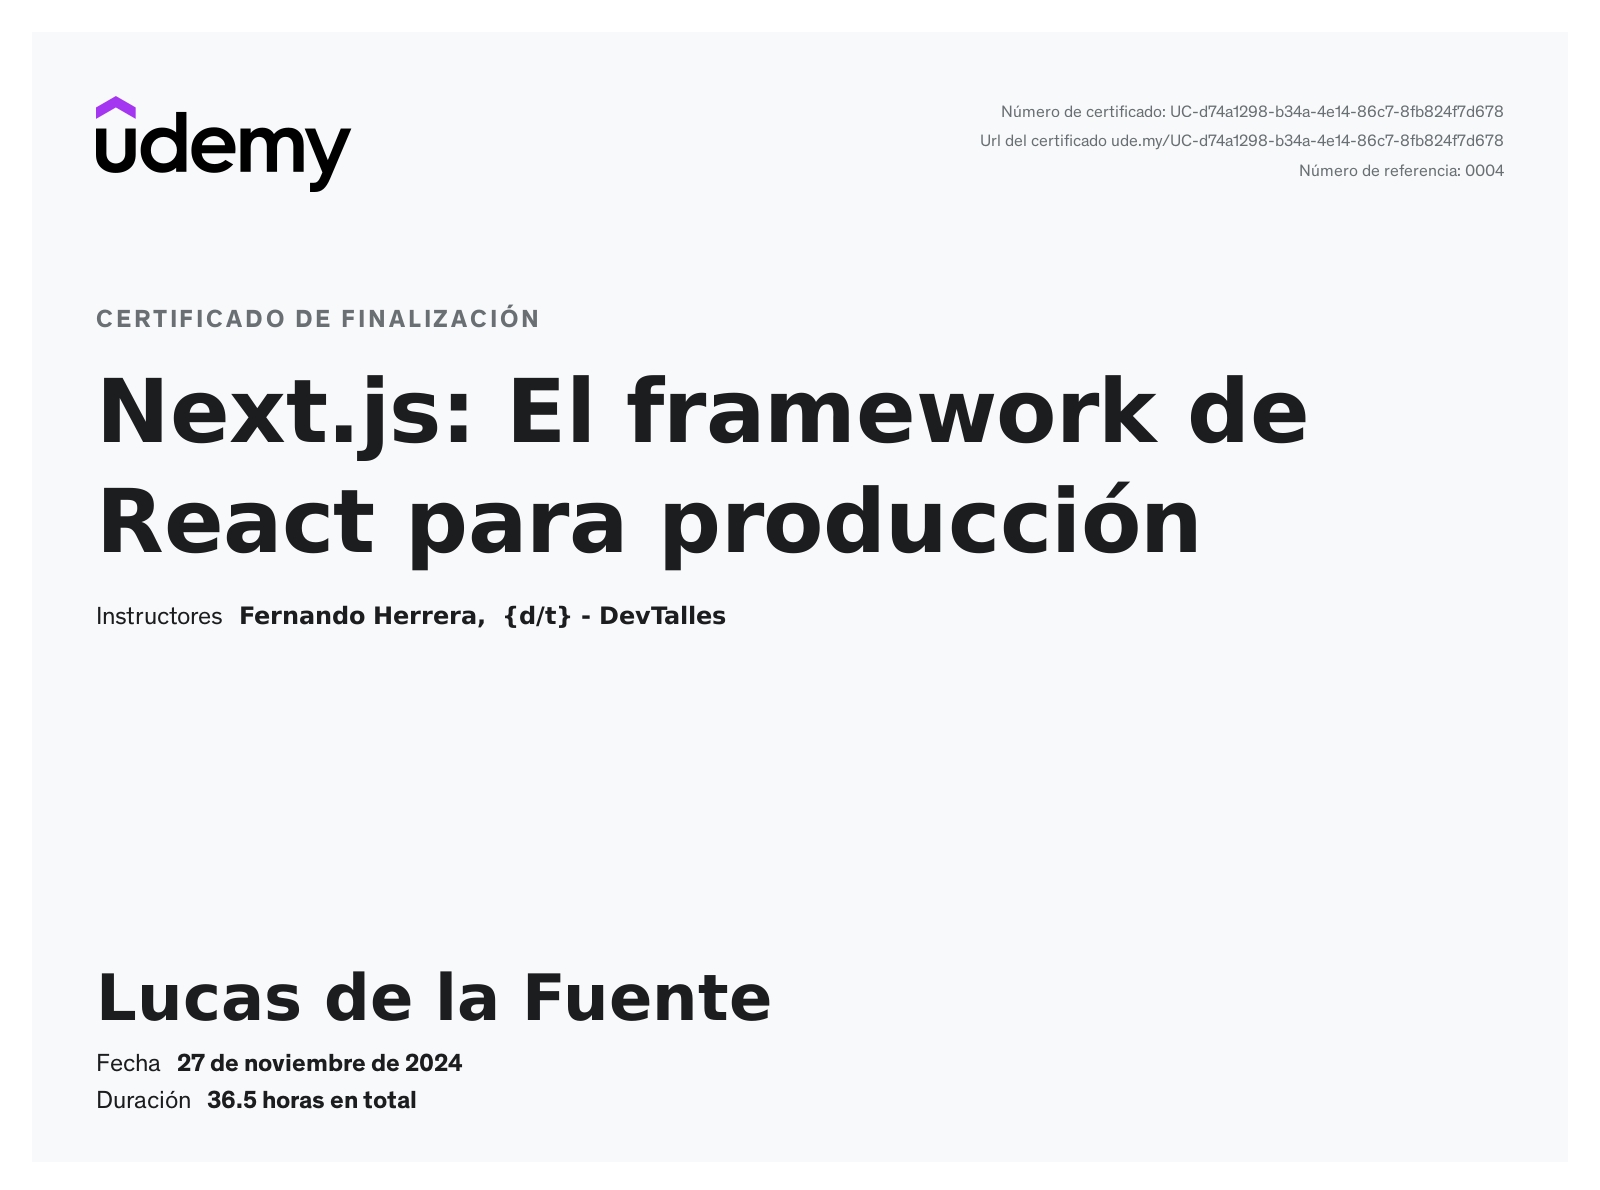 udemy
Número de certificado: UC-d74a1298-b34a-4e14-86c7-8fb824f7d678
Url del certificado ude.my/UC-d74a1298-b34a-4e14-86c7-8fb824f7d678
Número de referencia: 0004
CERTIFICADO DE FINALIZACIÓN
Next.js: El framework de
React para producción
Instructores Fernando Herrera, {d/t} - DevTalles
Lucas de la Fuente
Fecha 27 de noviembre de 2024
Duración 36.5 horas en total